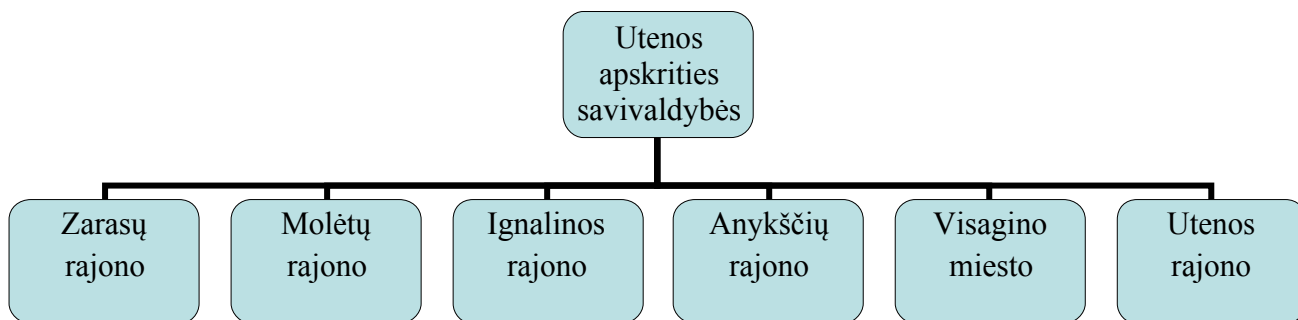 Utenos
apskrities
savivaldybės
Zarasų
rajono
Molėtų
rajono
Ignalinos
rajono
Anykščių
rajono
Visagino
miesto
Utenos
rajono